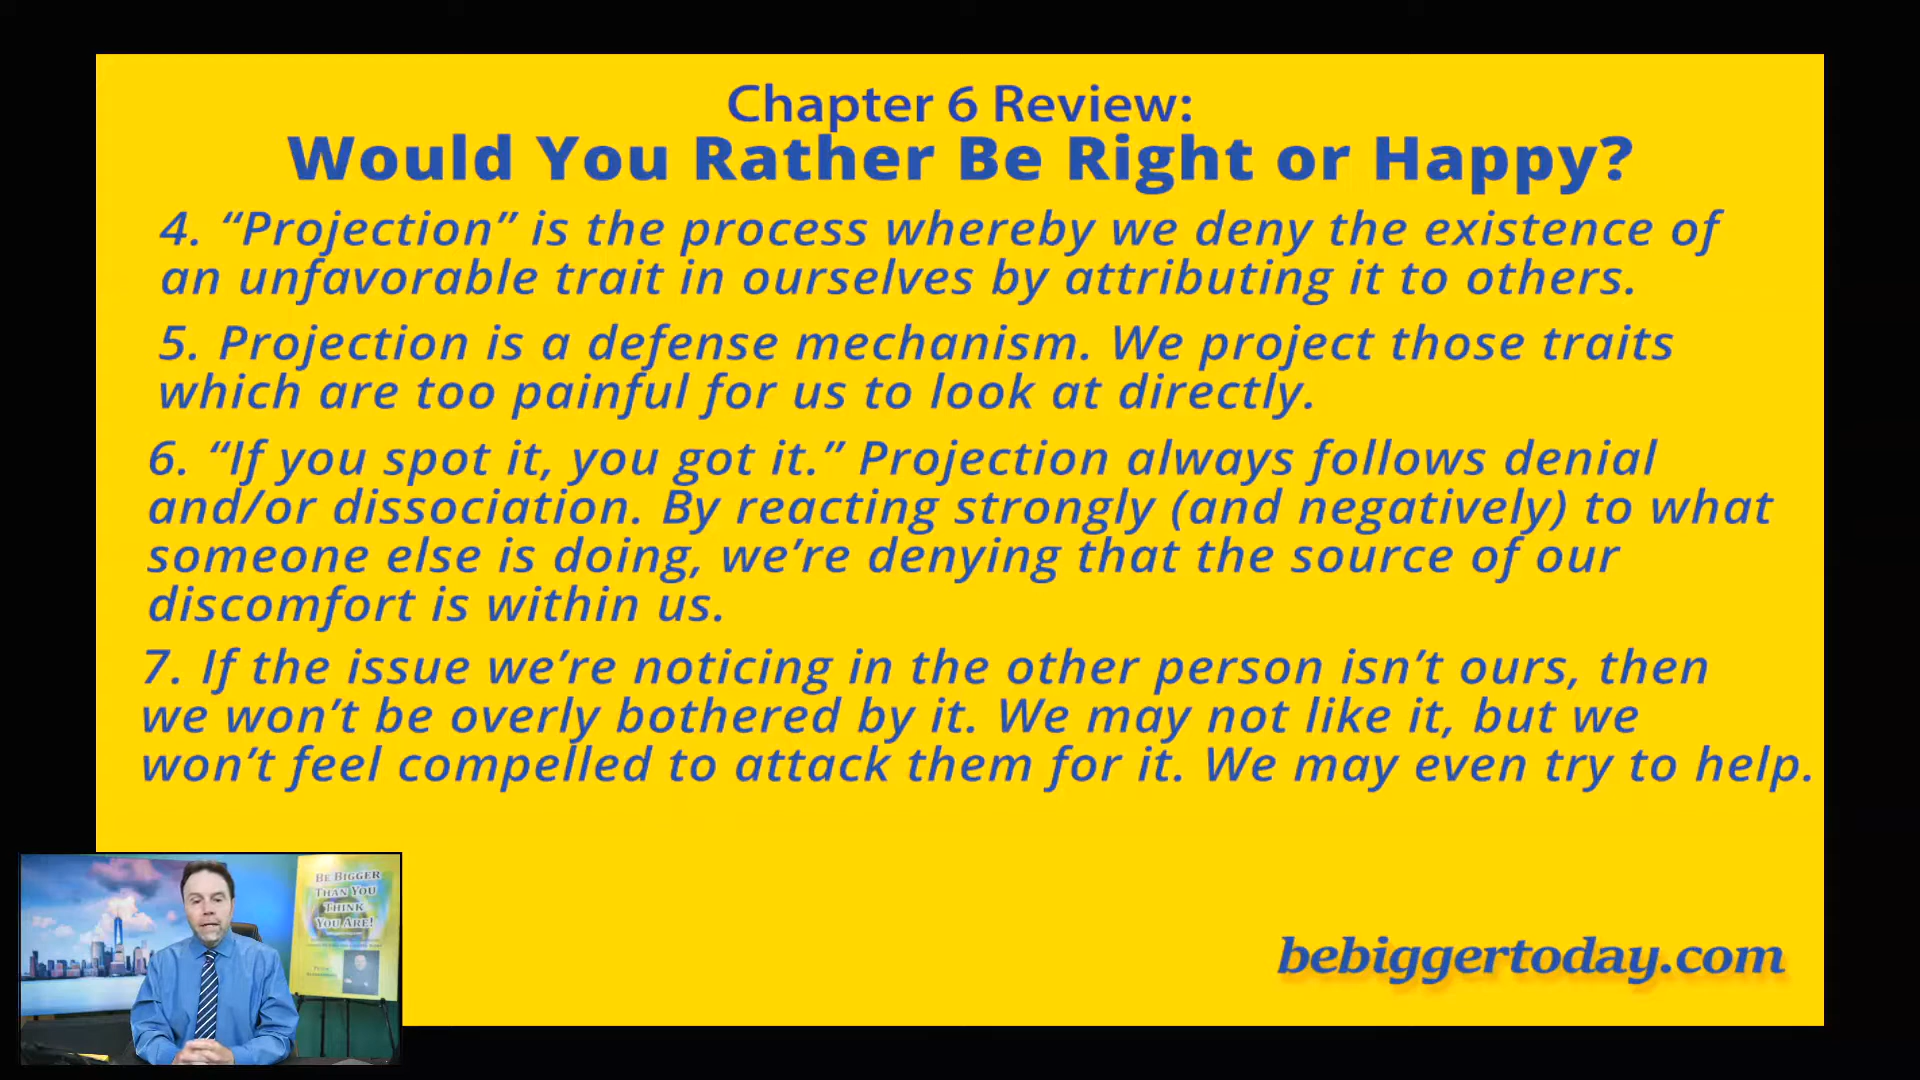 Chapter 6 Review:
Would You Rather Be Right or Happy?
4. “Projection” is the process whereby we deny the existence of
an unfavorable trait in ourselves by attributing it to others.
5. Projection is a defense mechanism. We project those traits
which are too painful for us to look at directly.
6. “If you spot it, you got it.” Projection always follows denial
and/or dissociation. By reacting strongly (and negatively) to what
someone else is doing, we’re denying that the source of our
discomfort is within us.
7. If the issue we’re noticing in the other person isn’t ours, then
we won’t be overly bothered by it. We may not like it, but we
won’t feel compelled to attack them for it. We may even try to help.
BE BIGGER
THAN YOU
THINK
YOU ARE!
bebiggertoday.com